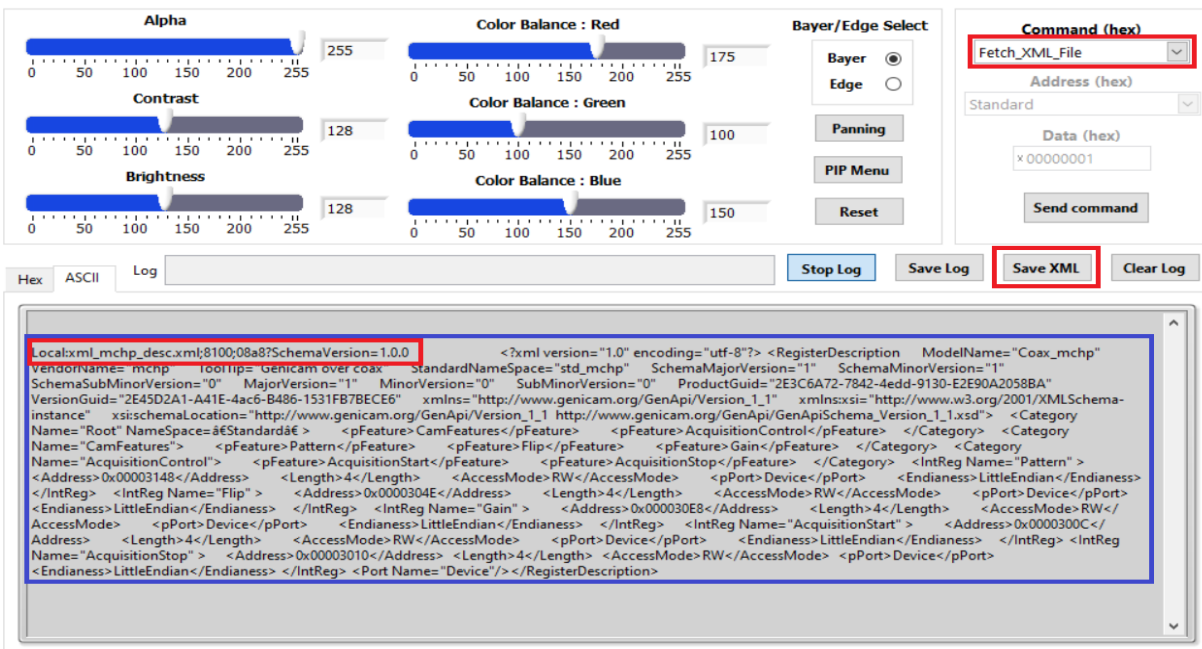 Alpha
255
0 50 100 150 200 255
Contrast
128
0 50 100 150 200 255
Brightness
128
0 50 100 150 200 255
Color Balance : Red
175
0 50 100 150 200 255
Color Balance : Green
100
0 50 100 150 200 255
Color Balance : Blue
150
0 50 100 150 200 255
Bayer/Edge Select
Bayer
Edge
Panning
PIP Menu
Reset
Command (hex)
Fetch_XML_File
Address (hex)
Standard
Data (hex)
x 00000001
Send command
Hex ASCII Log Stop Log Save Log Save XML Clear Log
Local:xml_mchp_desc.xml;8100;08a8?SchemaVersion=1.0.0 <?xml version="1.0" encoding="utf-8"?> <RegisterDescription ModelName="Coax_mchp"
VendorName="mchp" ToolTip="Genicam over coax" StandardNameSpace="std_mchp" SchemaMajorVersion="1" SchemaMinorVersion="1"
SchemaSubMinorVersion="0" MajorVersion="1" MinorVersion="0" SubMinorVersion="0" ProductGuid="2E3C6A72-7842-4edd-9130-E2E90A2058BA"
VersionGuid="2E45D2A1-A41E-4ac6-B486-1531FB7BECE6" xmlns="http://www.genicam.org/GenApi/Version_1_1" xmlns:xsi="http://www.w3.org/2001/XMLSchema-
instance" xsi:schemaLocation="http://www.genicam.org/GenApi/Version_1_1 http://www.genicam.org/GenApi/GenApiSchema_Version_1_1.xsd"> <Category
Name="Root" NameSpace=â€Standardâ€ > <pFeature>CamFeatures</pFeature> <pFeature>AcquisitionControl</pFeature> </Category> <Category
Name="CamFeatures"> <pFeature>Pattern</pFeature> <pFeature>Flip</pFeature> <pFeature>Gain</pFeature> </Category> <Category
Name="AcquisitionControl"> <pFeature>AcquisitionStart</pFeature> <pFeature>AcquisitionStop</pFeature> </Category> <IntReg Name="Pattern" >
<Address>0x00003148</Address> <Length>4</Length> <AccessMode>RW</AccessMode> <pPort>Device</pPort> <Endianess>LittleEndian</Endianess>
</IntReg> <IntReg Name="Flip" > <Address>0x0000304E</Address> <Length>4</Length> <AccessMode>RW</AccessMode> <pPort>Device</pPort>
<Endianess>LittleEndian</Endianess> </IntReg> <IntReg Name="Gain" > <Address>0x000030E8</Address> <Length>4</Length> <AccessMode>RW</
AccessMode> <pPort>Device</pPort> <Endianess>LittleEndian</Endianess> </IntReg> <IntReg Name="AcquisitionStart" > <Address>0x0000300C</
Address> <Length>4</Length> <AccessMode>RW</AccessMode> <pPort>Device</pPort> <Endianess>LittleEndian</Endianess> </IntReg> <IntReg
Name="AcquisitionStop" > <Address>0x00003010</Address> <Length>4</Length> <AccessMode>RW</AccessMode> <pPort>Device</pPort>
<Endianess>LittleEndian</Endianess> </IntReg> <Port Name="Device"/></RegisterDescription>